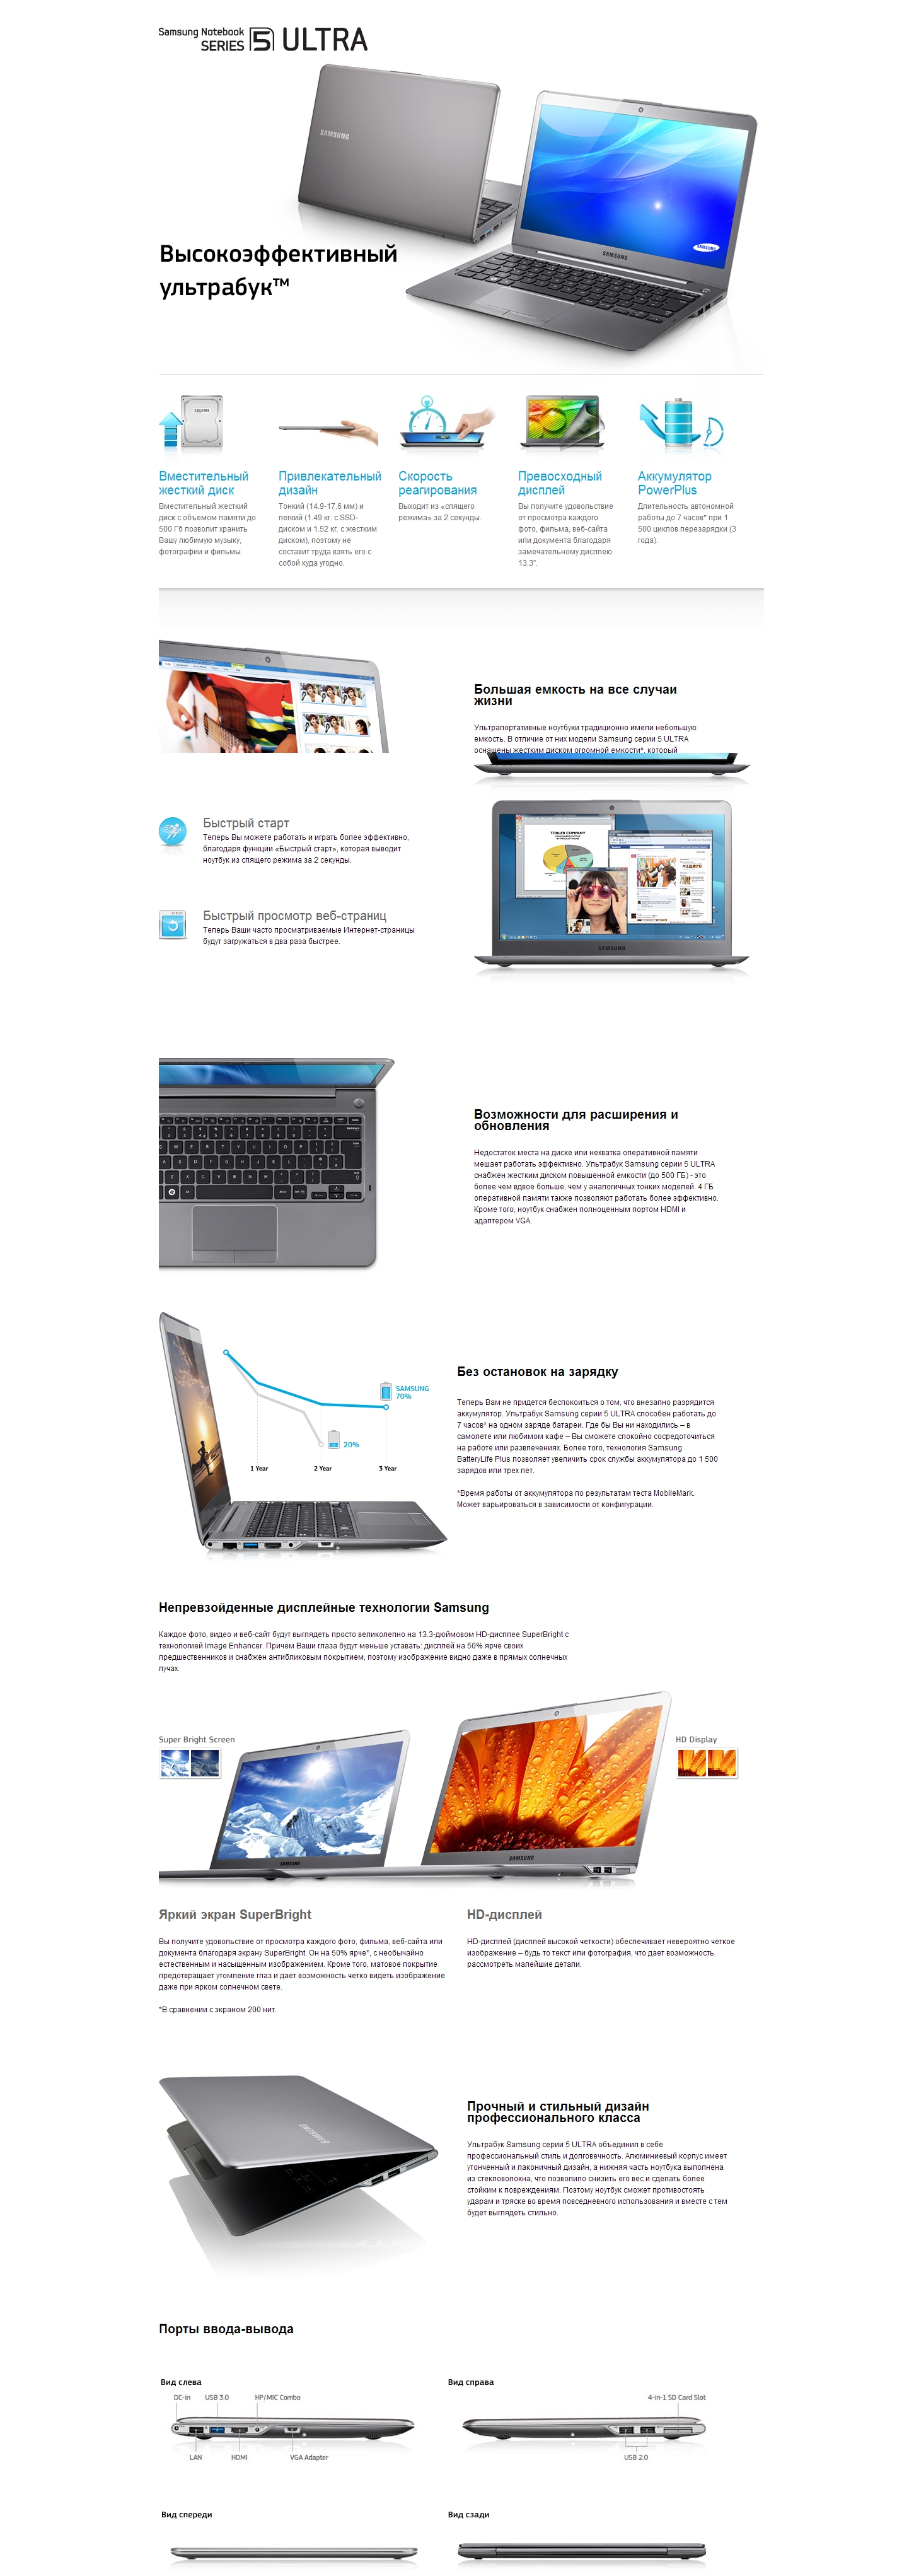 Samsung Notebook
SERIES 5 ULTRA
SAMSUNG
SAMSUNG
SAMSUNG
Высокоэффективный
ультрабук™
Вместительный
жесткий диск
Вместительный жесткий
диск с объемом памяти до
500 Гб позволит хранить
Вашу любимую музыку,
фотографии и фильмы.
Привлекательный
дизайн
Тонкий (14.9-17.6 мм) и
легкий (1.49 кг. с SSD-
диском и 1.52 кг. с жестким
диском), поэтому не
составит труда взять его с
собой куда угодно.
Скорость
реагирования
Выходит из «спящего
режима» за 2 секунды.
Превосходный
дисплей
Вы получите удовольствие
от просмотра каждого
фото, фильма, веб-сайта
или документа благодаря
замечательному дисплею
13.3".
Аккумулятор
PowerPlus
Длительность автономной
работы до 7 часов* при 1
500 циклов перезарядки (3
года).
Большая емкость на все случаи
жизни
Ультрапортативные ноутбуки традиционно имели небольшую
емкость. В отличие от них модели Samsung серии 5 ULTRA
оснащены жестким диском огромной емкости*, который
Быстрый старт
Теперь Вы можете работать и играть более эффективно,
благодаря функции «Быстрый старт», которая выводит
ноутбук из спящего режима за 2 секунды.
Быстрый просмотр веб-страниц
Теперь Ваши часто просматриваемые Интернет-страницы
будут загружаться в два раза быстрее.
SAMSUNG
Возможности для расширения и
обновления
Недостаток места на диске или нехватка оперативной памяти
мешает работать эффективно. Ультрабук Samsung серии 5 ULTRA
снабжен жестким диском повышенной емкости (до 500 ГБ) - это
более чем вдвое больше, чем у аналогичных тонких моделей. 4 ГБ
оперативной памяти также позволяют работать более эффективно.
Кроме того, ноутбук снабжен полноценным портом HDMI и
адаптером VGA.
SAMSUNG
70%
20%
1 Year
2 Year
3 Year
Без остановок на зарядку
Теперь Вам не придется беспокоиться о том, что внезапно разрядится
аккумулятор. Ультрабук Samsung серии 5 ULTRA способен работать до
7 часов* на одном заряде батареи. Где бы Вы ни находились – в
самолете или любимом кафе – Вы сможете спокойно сосредоточиться
на работе или развлечениях. Более того, технология Samsung
BatteryLife Plus позволяет увеличить срок службы аккумулятора до 1 500
зарядов или трех лет.
*Время работы от аккумулятора по результатам теста MobileMark.
Может варьироваться в зависимости от конфигурации.
Непревзойденные дисплейные технологии Samsung
Каждое фото, видео и веб-сайт будут выглядеть просто великолепно на 13.3-дюймовом HD-дисплее SuperBright с
технологией Image Enhancer. Причем Ваши глаза будут меньше уставать: дисплей на 50% ярче своих
предшественников и снабжен антибликовым покрытием, поэтому изображение видно даже в прямых солнечных
лучах.
Super Bright Screen
HD Display
SAMSUNG
SAMSUNG
Яркий экран SuperBright
Вы получите удовольствие от просмотра каждого фото, фильма, веб-сайта или
документа благодаря экрану SuperBright. Он на 50% ярче*, с необычайно
естественным и насыщенным изображением. Кроме того, матовое покрытие
предотвращает утомление глаз и дает возможность четко видеть изображение
даже при ярком солнечном свете.
*В сравнении с экраном 200 нит.
HD-дисплей
HD-дисплей (дисплей высокой четкости) обеспечивает невероятно четкое
изображение – будь то текст или фотография, что дает возможность
рассмотреть малейшие детали.
SAMSUNG
Прочный и стильный дизайн
профессионального класса
Ультрабук Samsung серии 5 ULTRA объединил в себе
профессиональный стиль и долговечность. Алюминиевый корпус имеет
утонченный и лаконичный дизайн, а нижняя часть ноутбука выполнена
из стекловолокна, что позволило снизить его вес и сделать более
стойким к повреждениям. Поэтому ноутбук сможет противостоять
ударам и тряске во время повседневного использования и вместе с тем
будет выглядеть стильно.
Порты ввода-вывода
Вид слева
DC-in USB 3.0 HP/MIC Combo
LAN HDMI VGA Adapter
Вид справа
4-in-1 SD Card Slot
USB 2.0
Вид спереди
Вид сзади